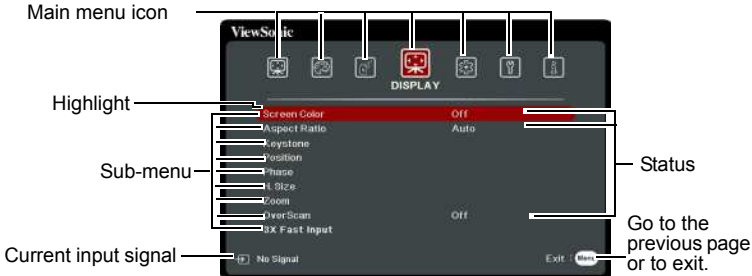 Main menu icon
ViewSonic
DISPLAY
Highlight
Screen Color Off
Aspect Ratio Auto
Keystone
Position
Phase
H. Size
Zoom
OverScan Off
3X Fast Input
Sub-menu
Status
Current input signal
No Signal
Exit : Menu
Go to the
previous page
or to exit.